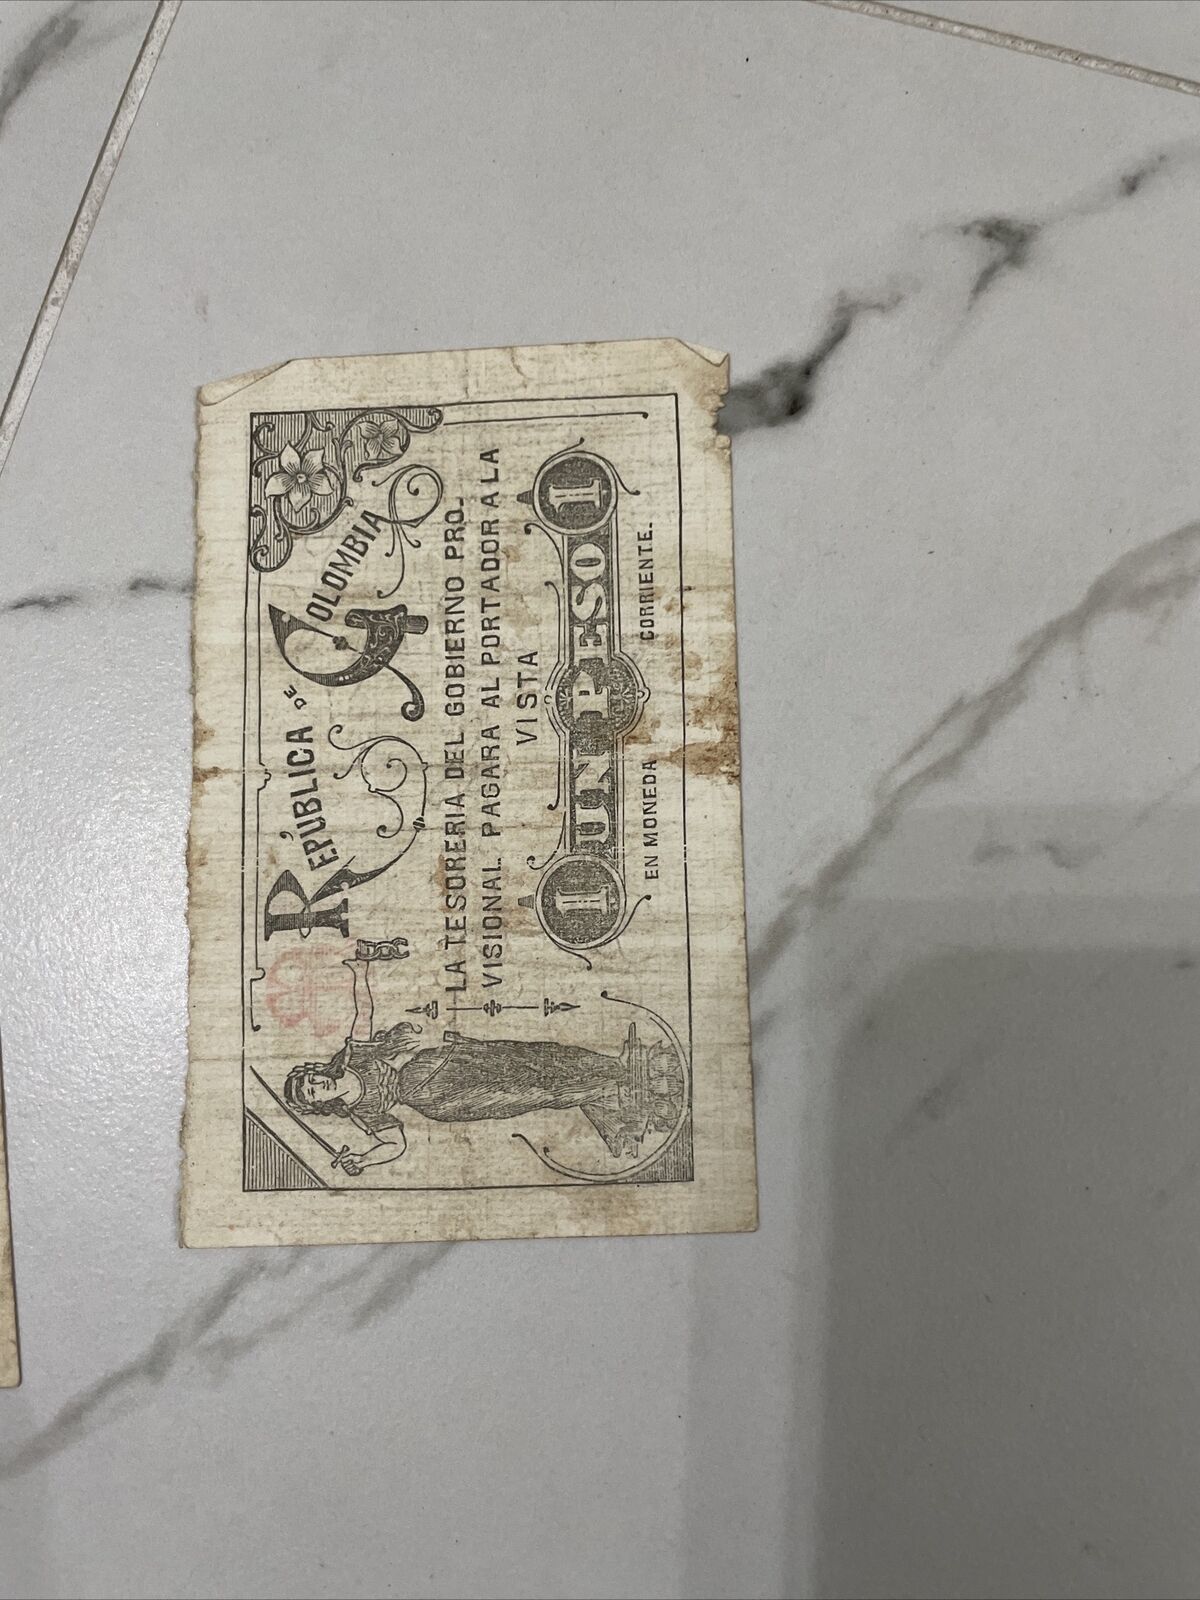 REPÚBLICA DE COLOMBIA
LA TESORERIA DEL GOBIERNO PRO-
VISIONAL PAGARA AL PORTADOR A LA
VISTA
1 UN PESO 1
EN MONEDA CORRIENTE.